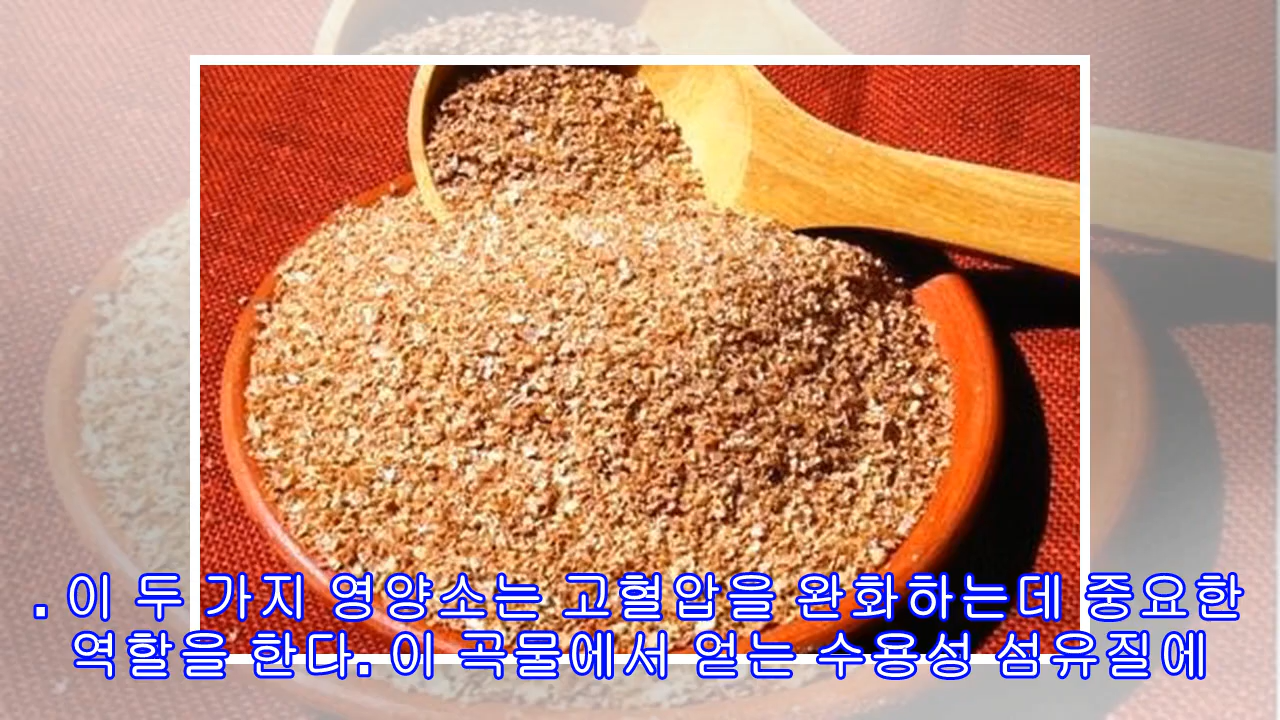 . 이 두 가지 영양소는 고혈압을 완화하는데 중요한
역할을 한다. 이 곡물에서 얻는 수용성 섬유질에